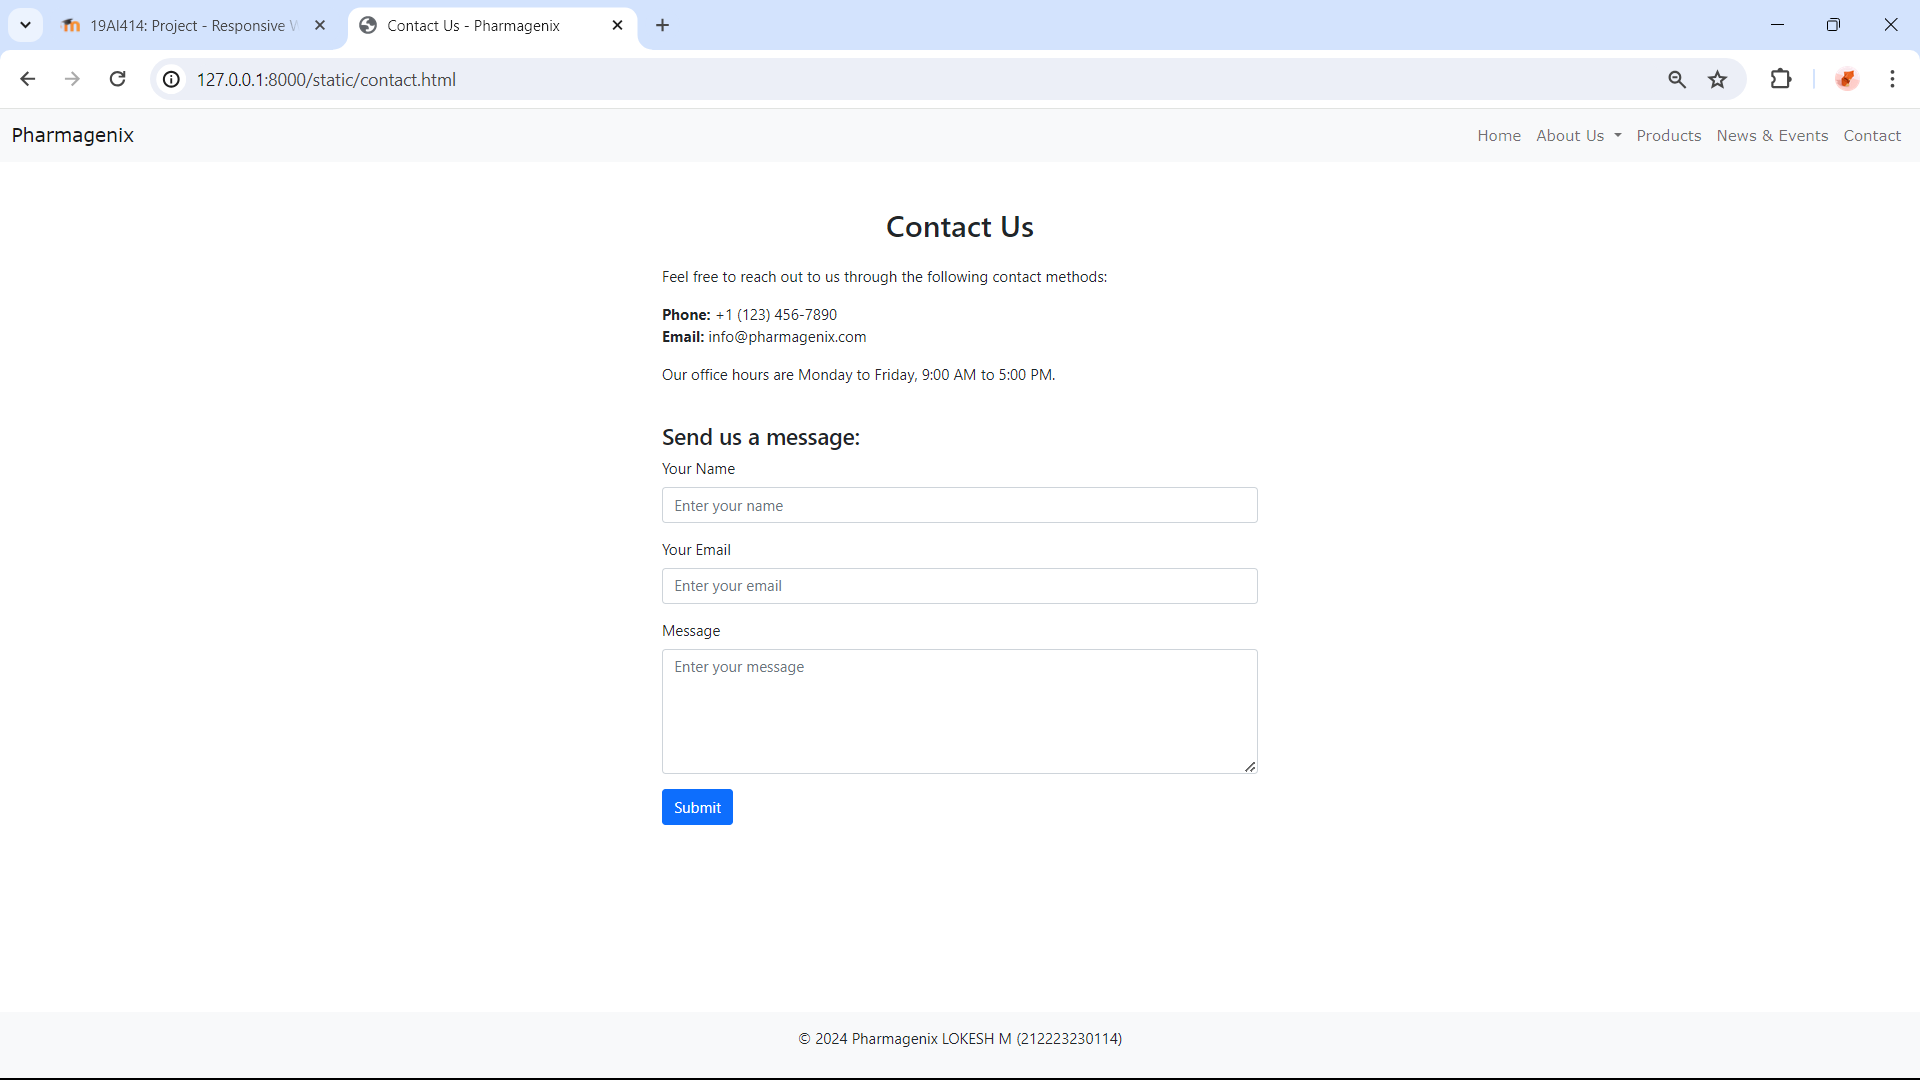 19AI414: Project - Responsive
Contact Us - Pharmagenix
127.0.0.1:8000/static/contact.html
Pharmagenix
Home About Us Products News & Events Contact
Contact Us
Feel free to reach out to us through the following contact methods:
Phone: +1 (123) 456-7890
Email: info@pharmagenix.com
Our office hours are Monday to Friday, 9:00 AM to 5:00 PM.
Send us a message:
Your Name
Enter your name
Your Email
Enter your email
Message
Enter your message
Submit
© 2024 Pharmagenix LOKESH M (212223230114)